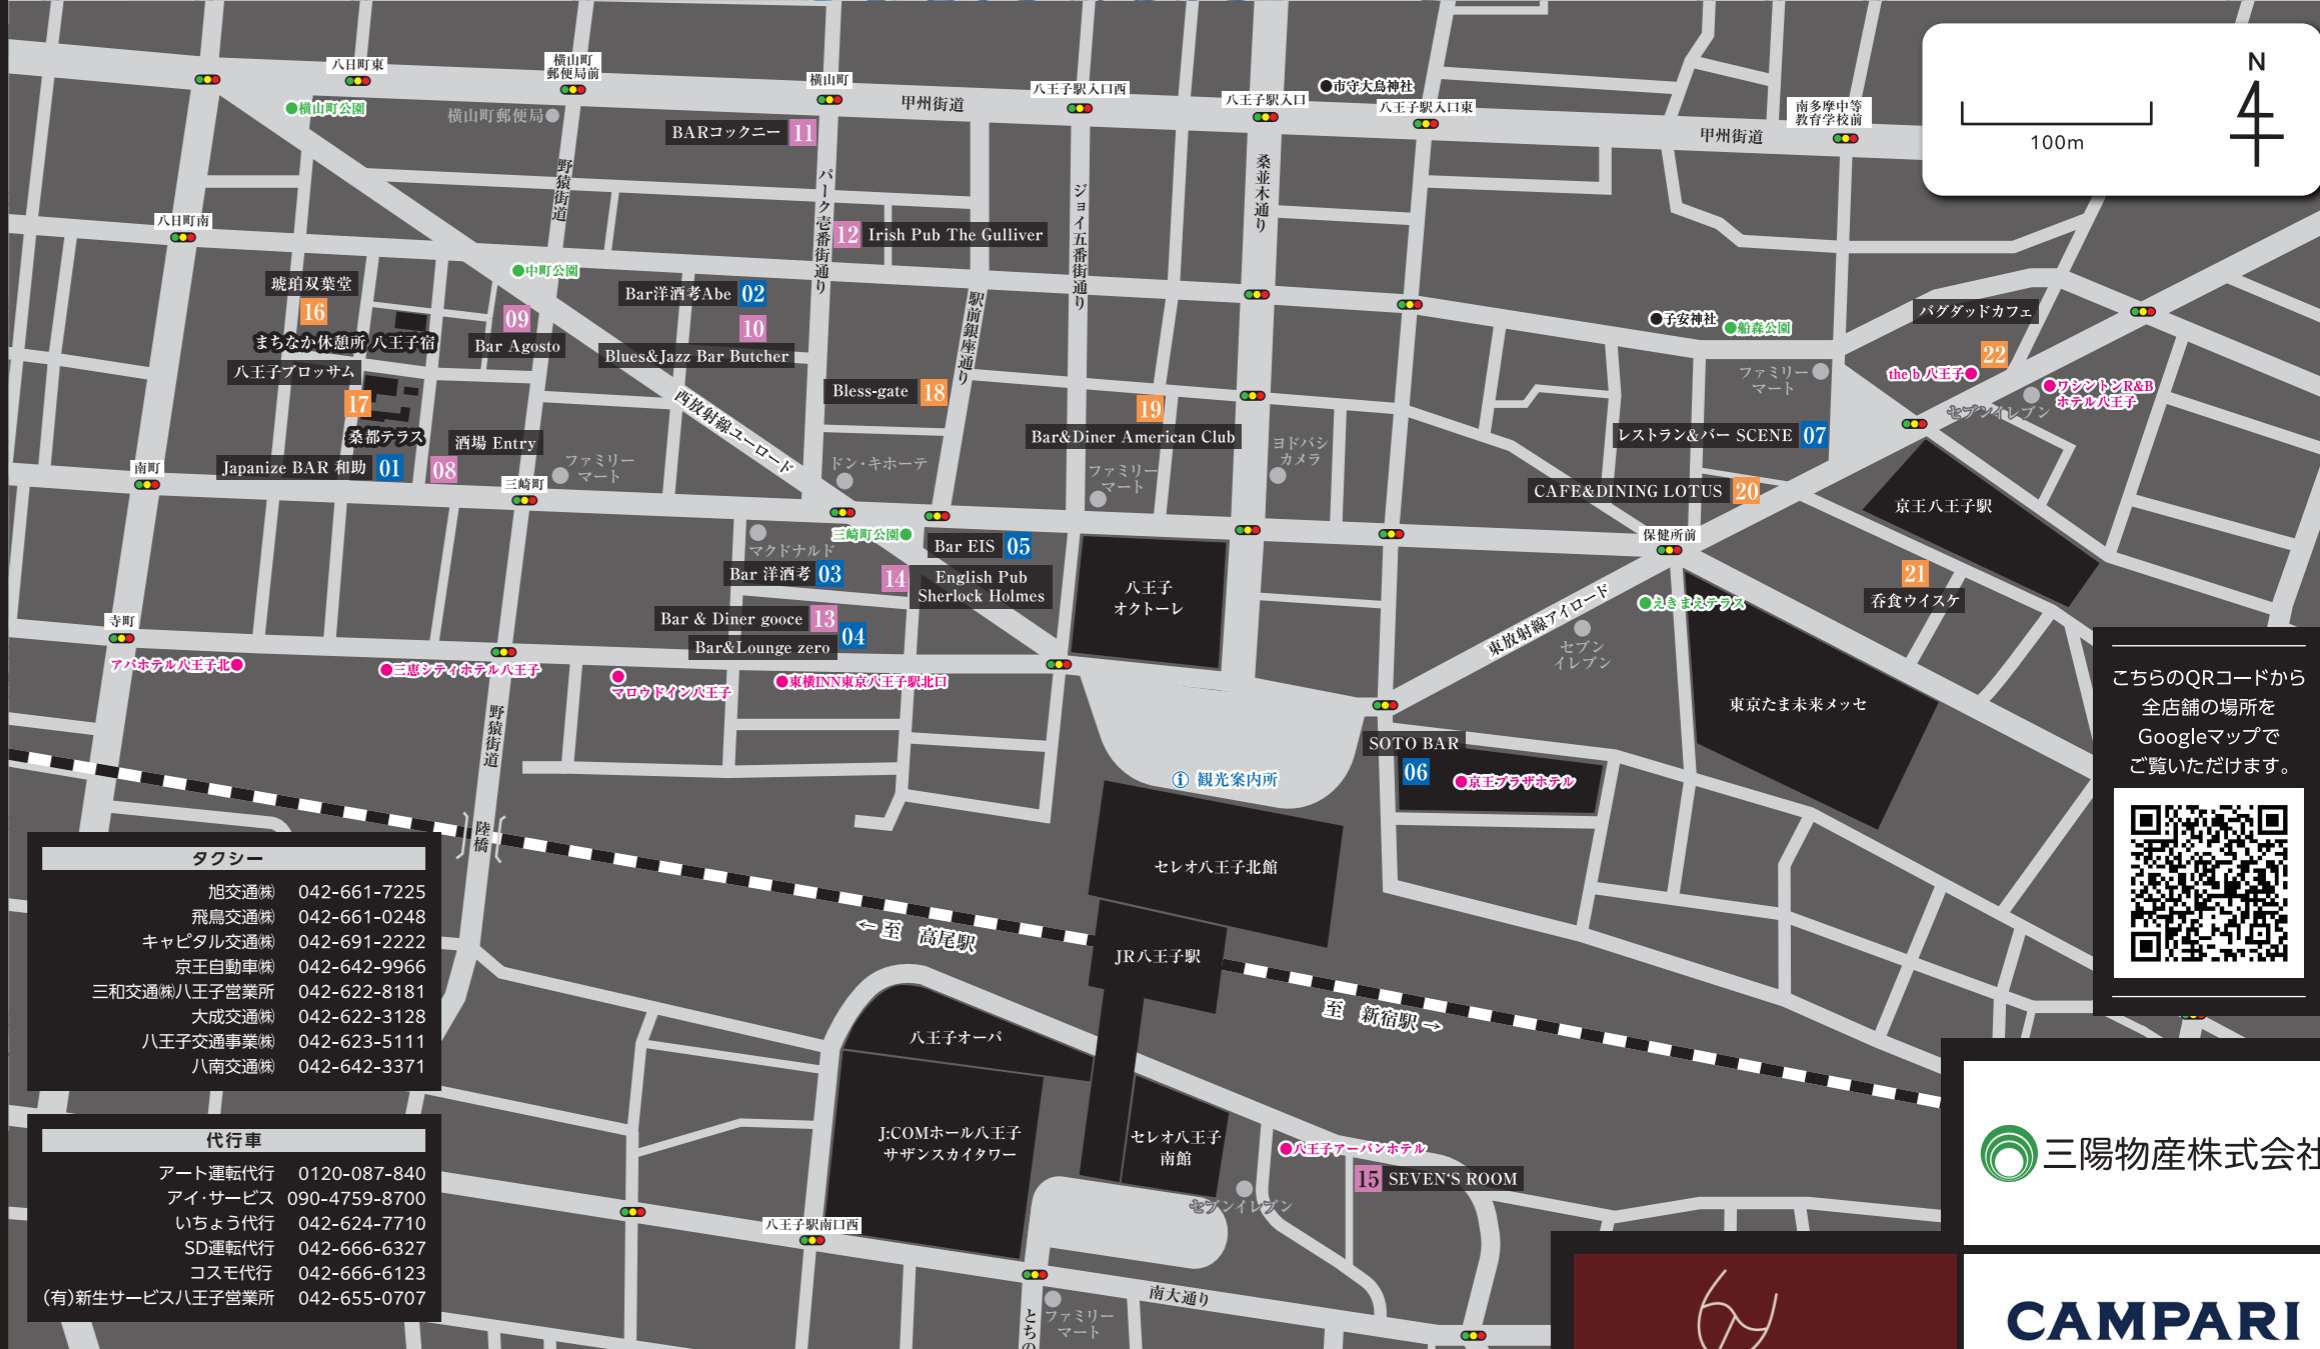 八日町東
横山町
郵便局前
横山町
八王子駅入口西
八王子駅入口
八王子駅入口東
南多摩中等
教育学校前
市守大鳥神社
甲州街道
甲州街道
N
100m
横山町公園
横山町郵便局
BARコックニー 11
野猿街道
パーク壱番街通り
ジョイ五番街通り
桑並木通り
八日町南
12 Irish Pub The Gulliver
中町公園
琥珀双葉堂
16
まちなか休憩所 八王子宿
09
Bar Agosto
Bar洋酒考Abe 02
10
Blues&Jazz Bar Butcher
駅前銀座通り
子安神社
船森公園
バグダッドカフェ
22
the b 八王子
ワシントンR&B
ホテル八王子
セブンイレブン
ファミリー
マート
八王子ブロッサム
17
桑都テラス
西放射線ユーロード
Bless-gate 18
19
Bar&Diner American Club
レストラン&バー SCENE 07
酒場 Entry
08
Japanize BAR 和助 01
南町
三崎町
ファミリー
マート
ドン・キホーテ
ファミリー
マート
ヨドバシ
カメラ
CAFE&DINING LOTUS 20
京王八王子駅
保健所前
三崎町公園
マクドナルド
Bar EIS 05
Bar 洋酒考 03
14 English Pub
Sherlock Holmes
八王子
オクトーレ
21
呑食ウイスケ
えきまえテラス
東放射線アイロード
セブン
イレブン
寺町
Bar & Diner gooce 13
04
Bar&Lounge zero
アパホテル八王子北
三恵シティホテル八王子
マロウドイン八王子
東横INN東京八王子駅北口
野猿街道
東京たま未来メッセ
SOTO BAR
06
京王プラザホテル
観光案内所
こちらのQRコードから
全店舗の場所を
Googleマップで
ご覧いただけます。
陸橋
セレオ八王子北館
←至 高尾駅
JR八王子駅
至 新宿駅→
タクシー
旭交通㈱ 042-661-7225
飛鳥交通㈱ 042-661-0248
キャピタル交通㈱ 042-691-2222
京王自動車㈱ 042-642-9966
三和交通㈱八王子営業所 042-622-8181
大成交通㈱ 042-622-3128
八王子交通事業㈱ 042-623-5111
八南交通㈱ 042-642-3371
八王子オーパ
J:COMホール八王子
サザンスカイタワー
セレオ八王子
南館
八王子アーバンホテル
15 SEVEN'S ROOM
セブンイレブン
代行車
アート運転代行 0120-087-840
アイ・サービス 090-4759-8700
いちょう代行 042-624-7710
SD運転代行 042-666-6327
コスモ代行 042-666-6123
(有)新生サービス八王子営業所 042-655-0707
八王子駅南口西
南大通り
ファミリー
マート
とちの
三陽物産株式会社
CAMPARI